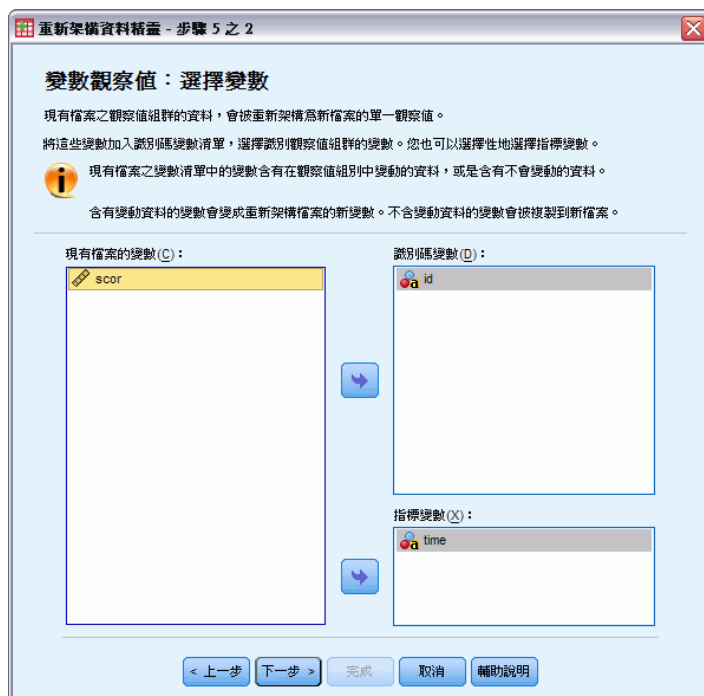 重新架構資料精靈 - 步驟 5 之 2
變數觀察值：選擇變數
現有檔案之觀察值組群的資料，會被重新架構為新檔案的單一觀察值。
將這些變數加入識別碼變數清單，選擇識別觀察值組群的變數。您也可以選擇性地選擇指標變數。
現有檔案之變數清單中的變數含有在觀察值組別中變動的資料，或是含有不會變動的資料。
含有變動資料的變數會變成重新架構檔案的新變數。不含變動資料的變數會被複製到新檔案。
現有檔案的變數(C)：
scor
識別碼變數(D)：
id
指標變數(X)：
time
< 上一步
下一步 >
完成
取消
輔助說明